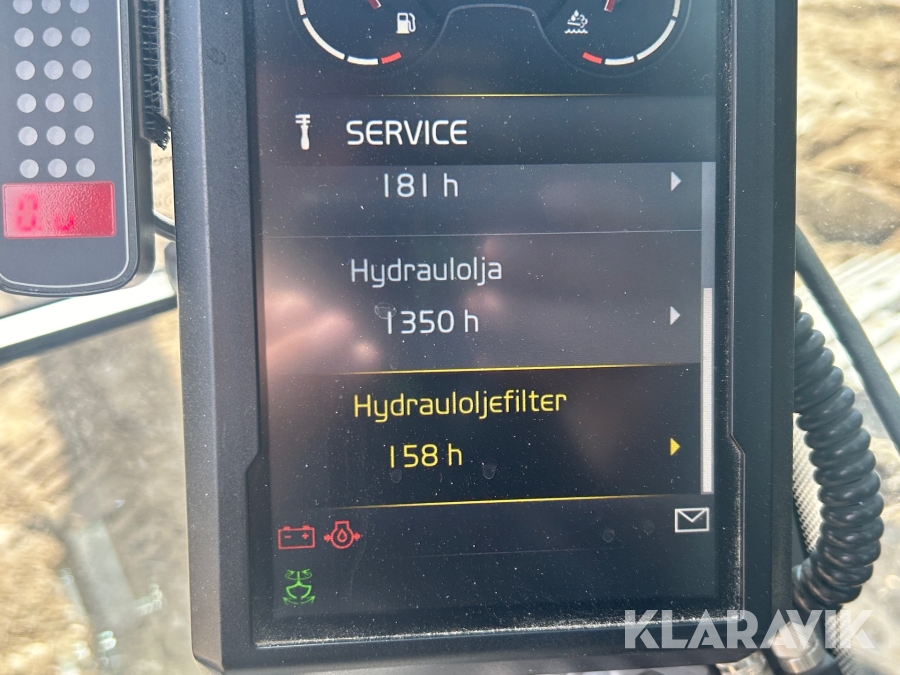 SERVICE
181 h
Hydraulolja
1350 h
Hydrauloljefilter
158 h
KLARAVIK